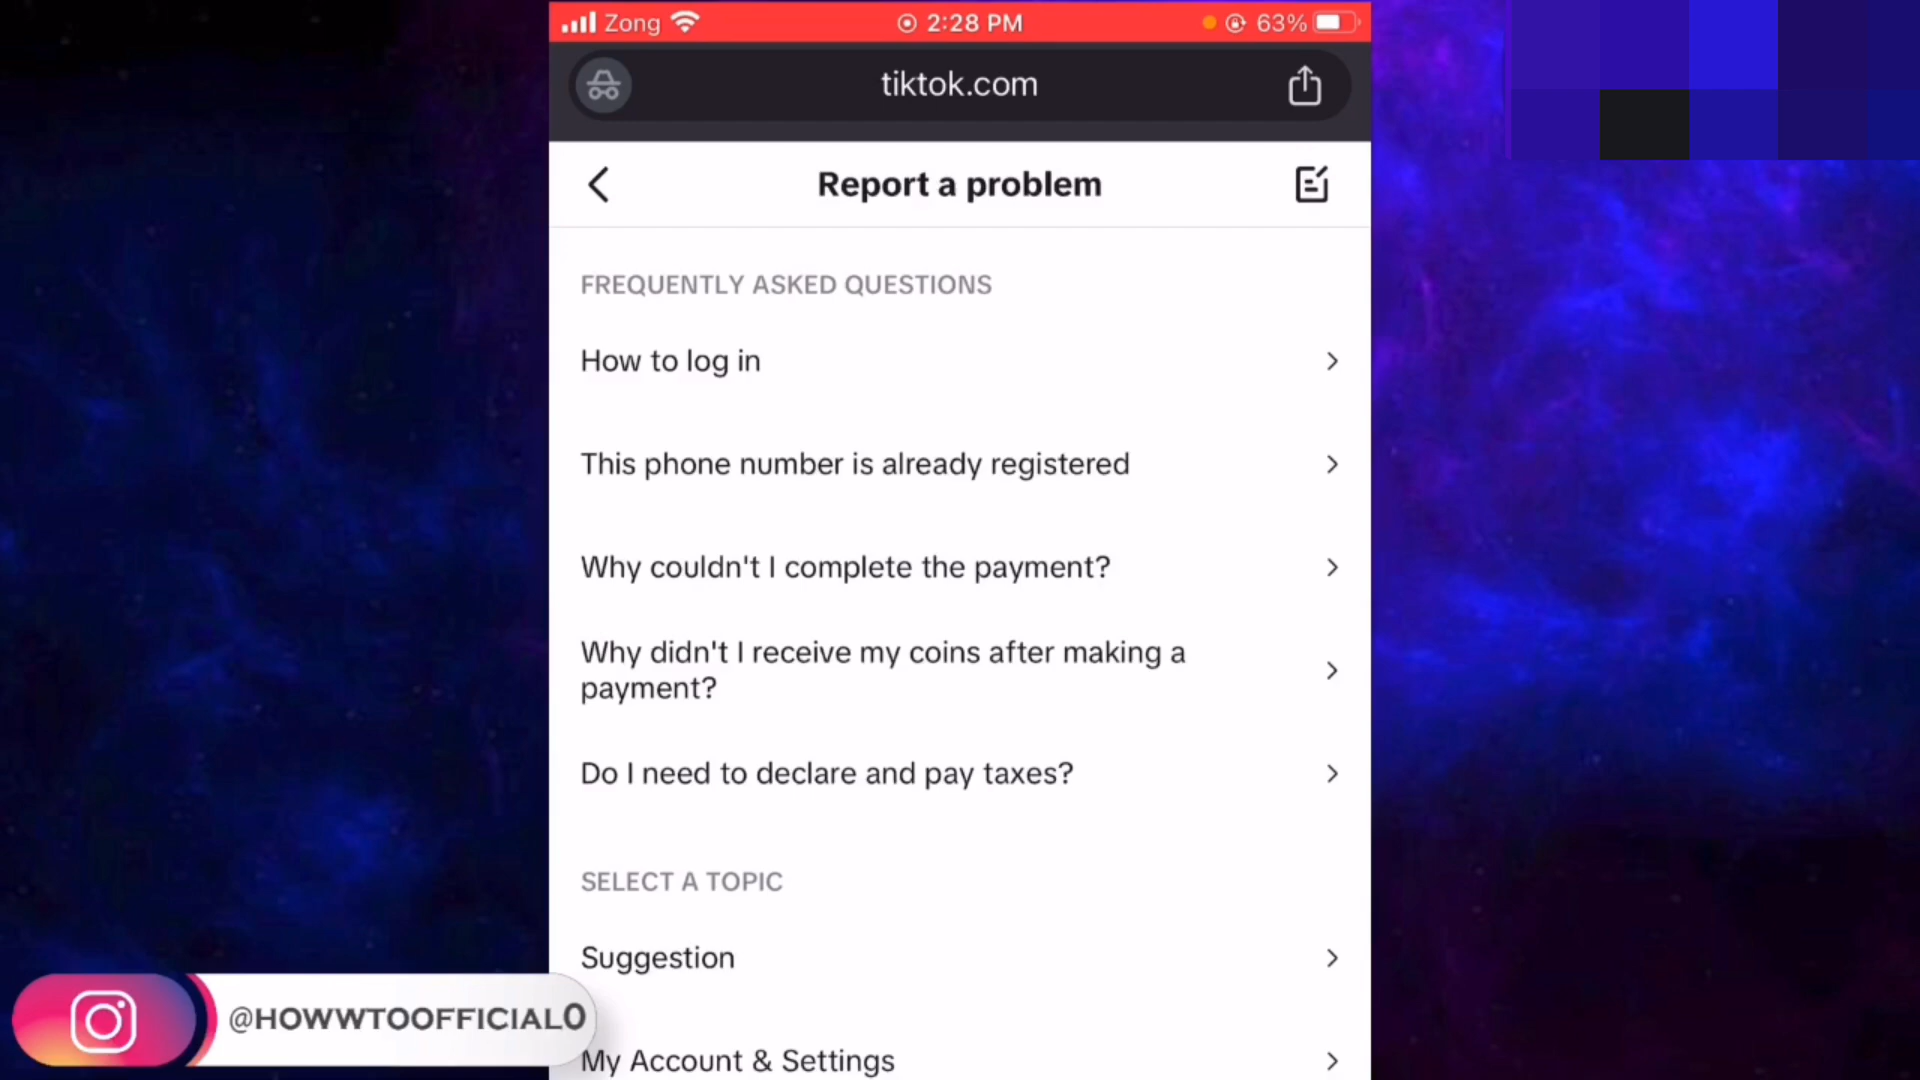 Zong 2:28 PM 63%
tiktok.com
Report a problem
FREQUENTLY ASKED QUESTIONS
How to log in
This phone number is already registered
Why couldn't I complete the payment?
Why didn't I receive my coins after making a
payment?
Do I need to declare and pay taxes?
SELECT A TOPIC
Suggestion
@HOWWTOOFFICIAL0
My Account & Settings